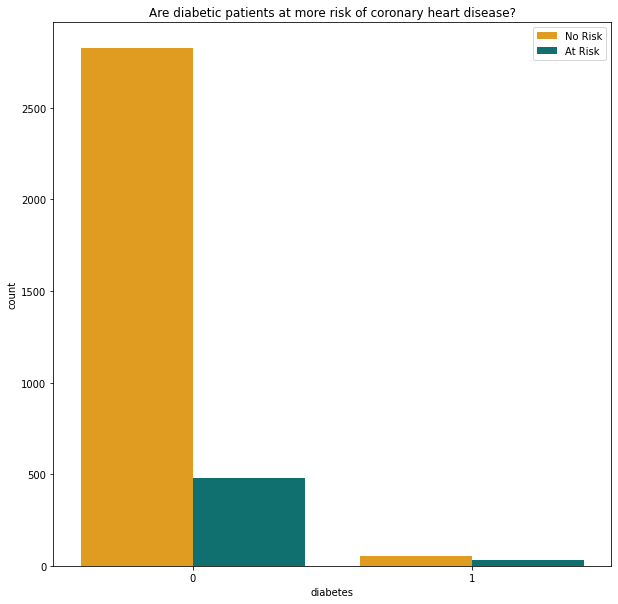 Are diabetic patients at more risk of coronary heart disease?
No Risk
At Risk
2500
2000
1500
1000
500
0
count
0
1
diabetes